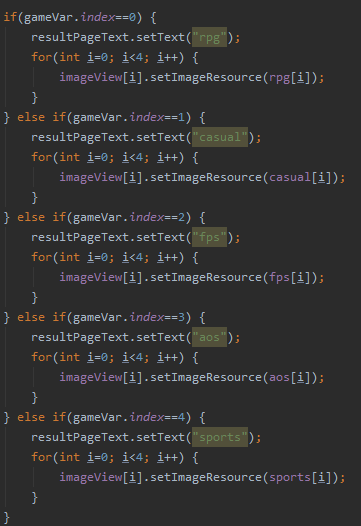 if(gameVar.index==0) {
    resultPageText.setText("rpg");
    for(int i=0; i<4; i++) {
        imageView[i].setImageResource(rpg[i]);
    }
} else if(gameVar.index==1) {
    resultPageText.setText("casual");
    for(int i=0; i<4; i++) {
        imageView[i].setImageResource(casual[i]);
    }
} else if(gameVar.index==2) {
    resultPageText.setText("fps");
    for(int i=0; i<4; i++) {
        imageView[i].setImageResource(fps[i]);
    }
} else if(gameVar.index==3) {
    resultPageText.setText("aos");
    for(int i=0; i<4; i++) {
        imageView[i].setImageResource(aos[i]);
    }
} else if(gameVar.index==4) {
    resultPageText.setText("sports");
    for(int i=0; i<4; i++) {
        imageView[i].setImageResource(sports[i]);
    }
}